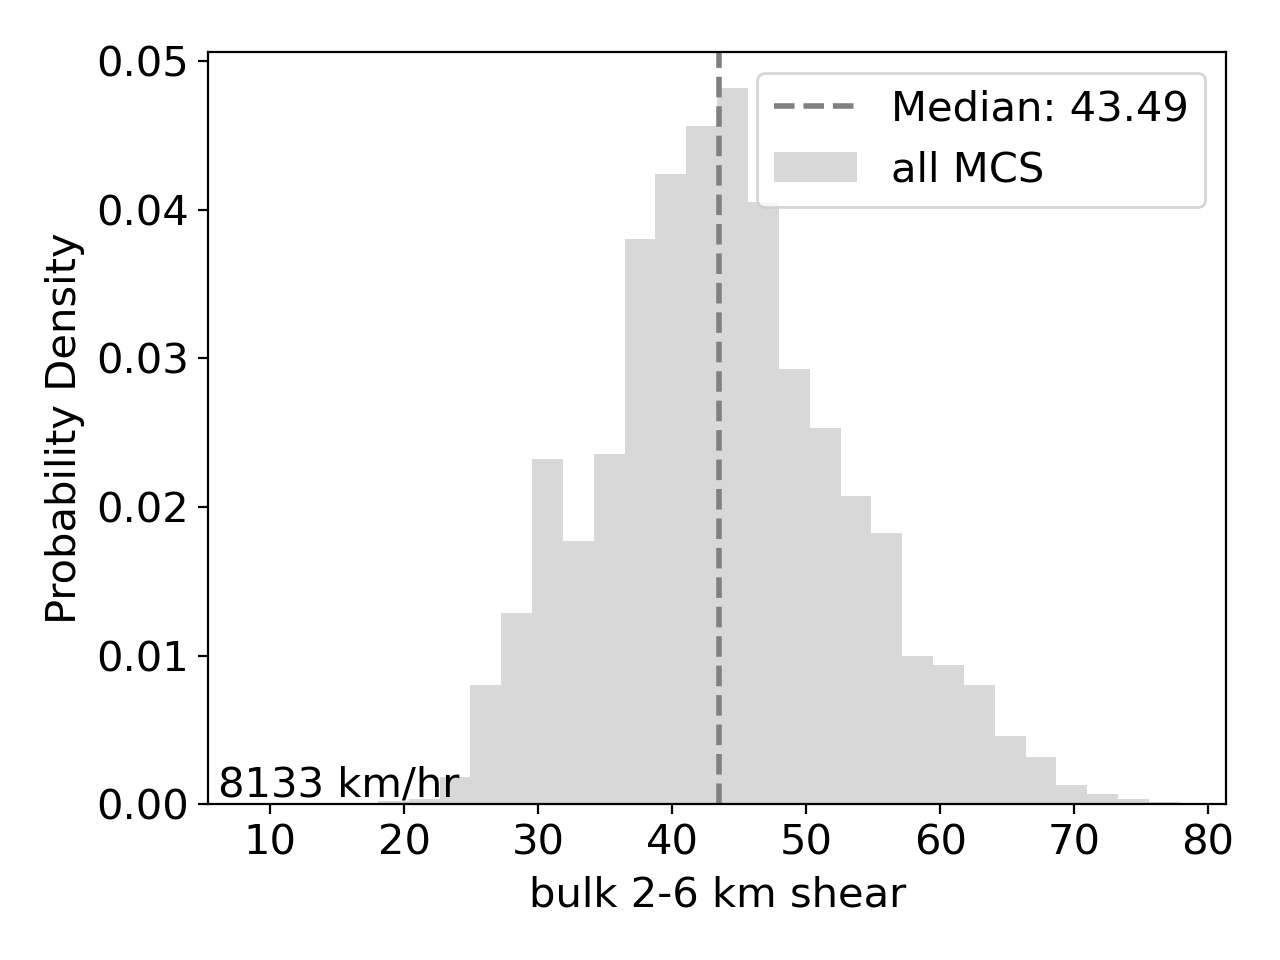 0.05
0.04
0.03
0.02
0.01
0.00
Probability Density
Median: 43.49
all MCS
8133 km/hr
10 20 30 40 50 60 70 80
bulk 2-6 km shear